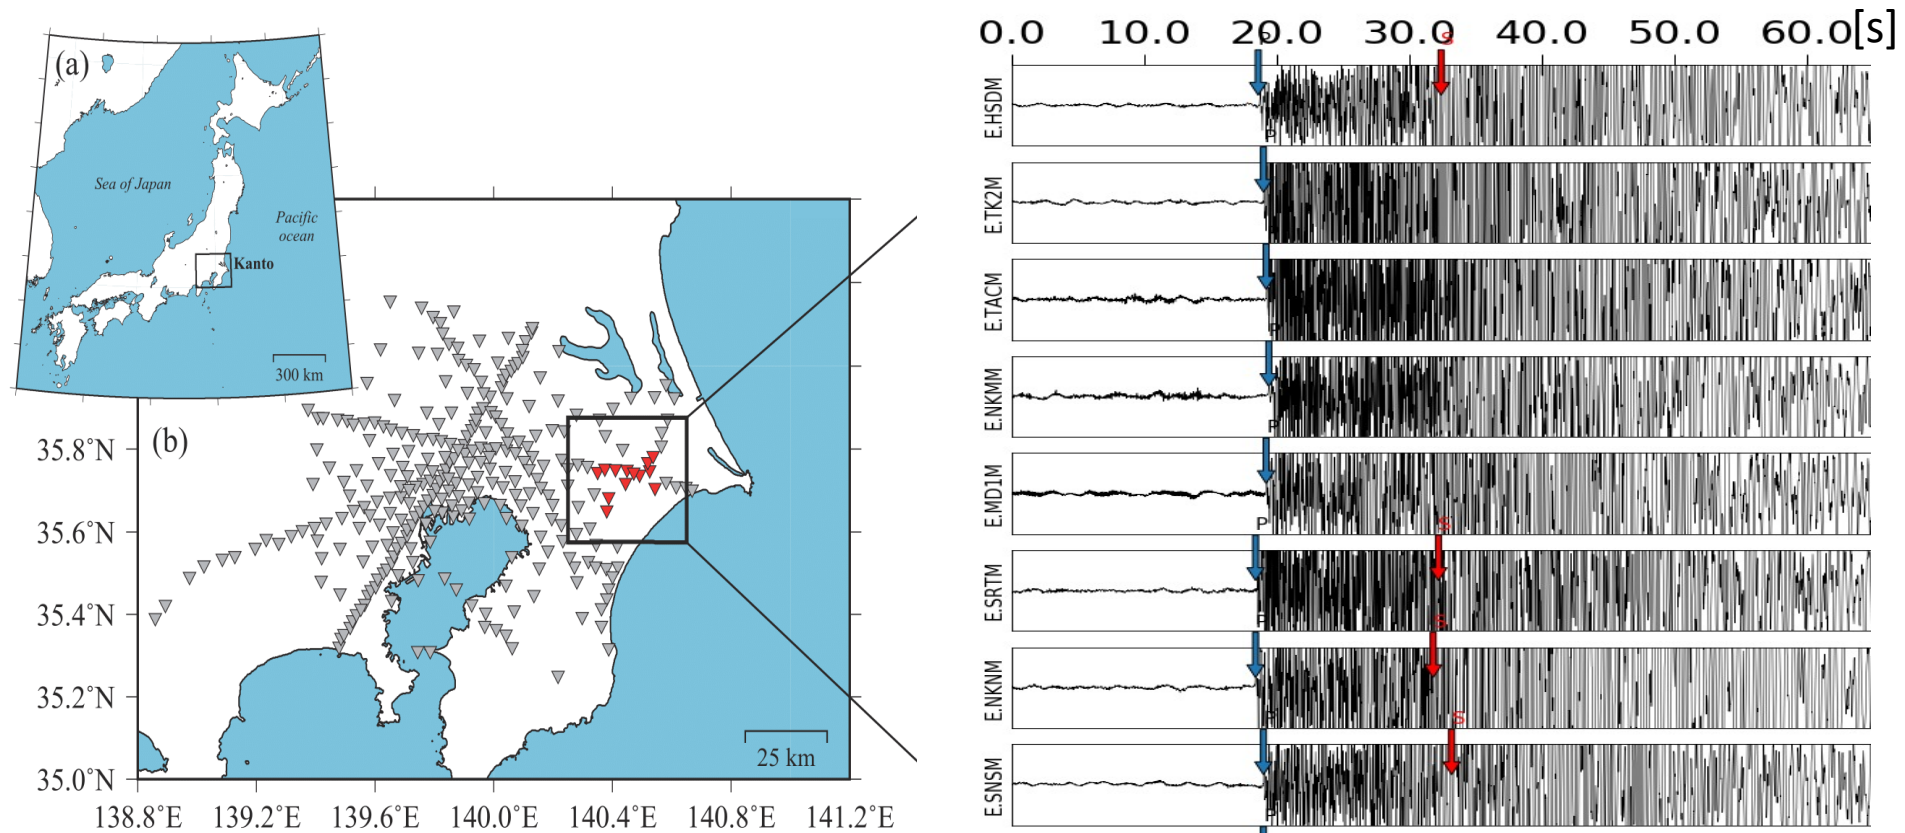 (a)
Sea of Japan
Pacific
ocean
Kanto
300 km
(b)
35.8°N
35.6°N
35.4°N
35.2°N
35.0°N
25 km
138.8°E 139.2°E 139.6°E 140.0°E 140.4°E 140.8°E 141.2°E
0.0 10.0 20.0 30.0 40.0 50.0 60.0 [s]
P S
E.HSDM
P
E.TK2M
E.TACM
P
E.NKMM
P
E.MD1M
P S
E.SRTM
P S
E.NKNM
P S
E.SNSM